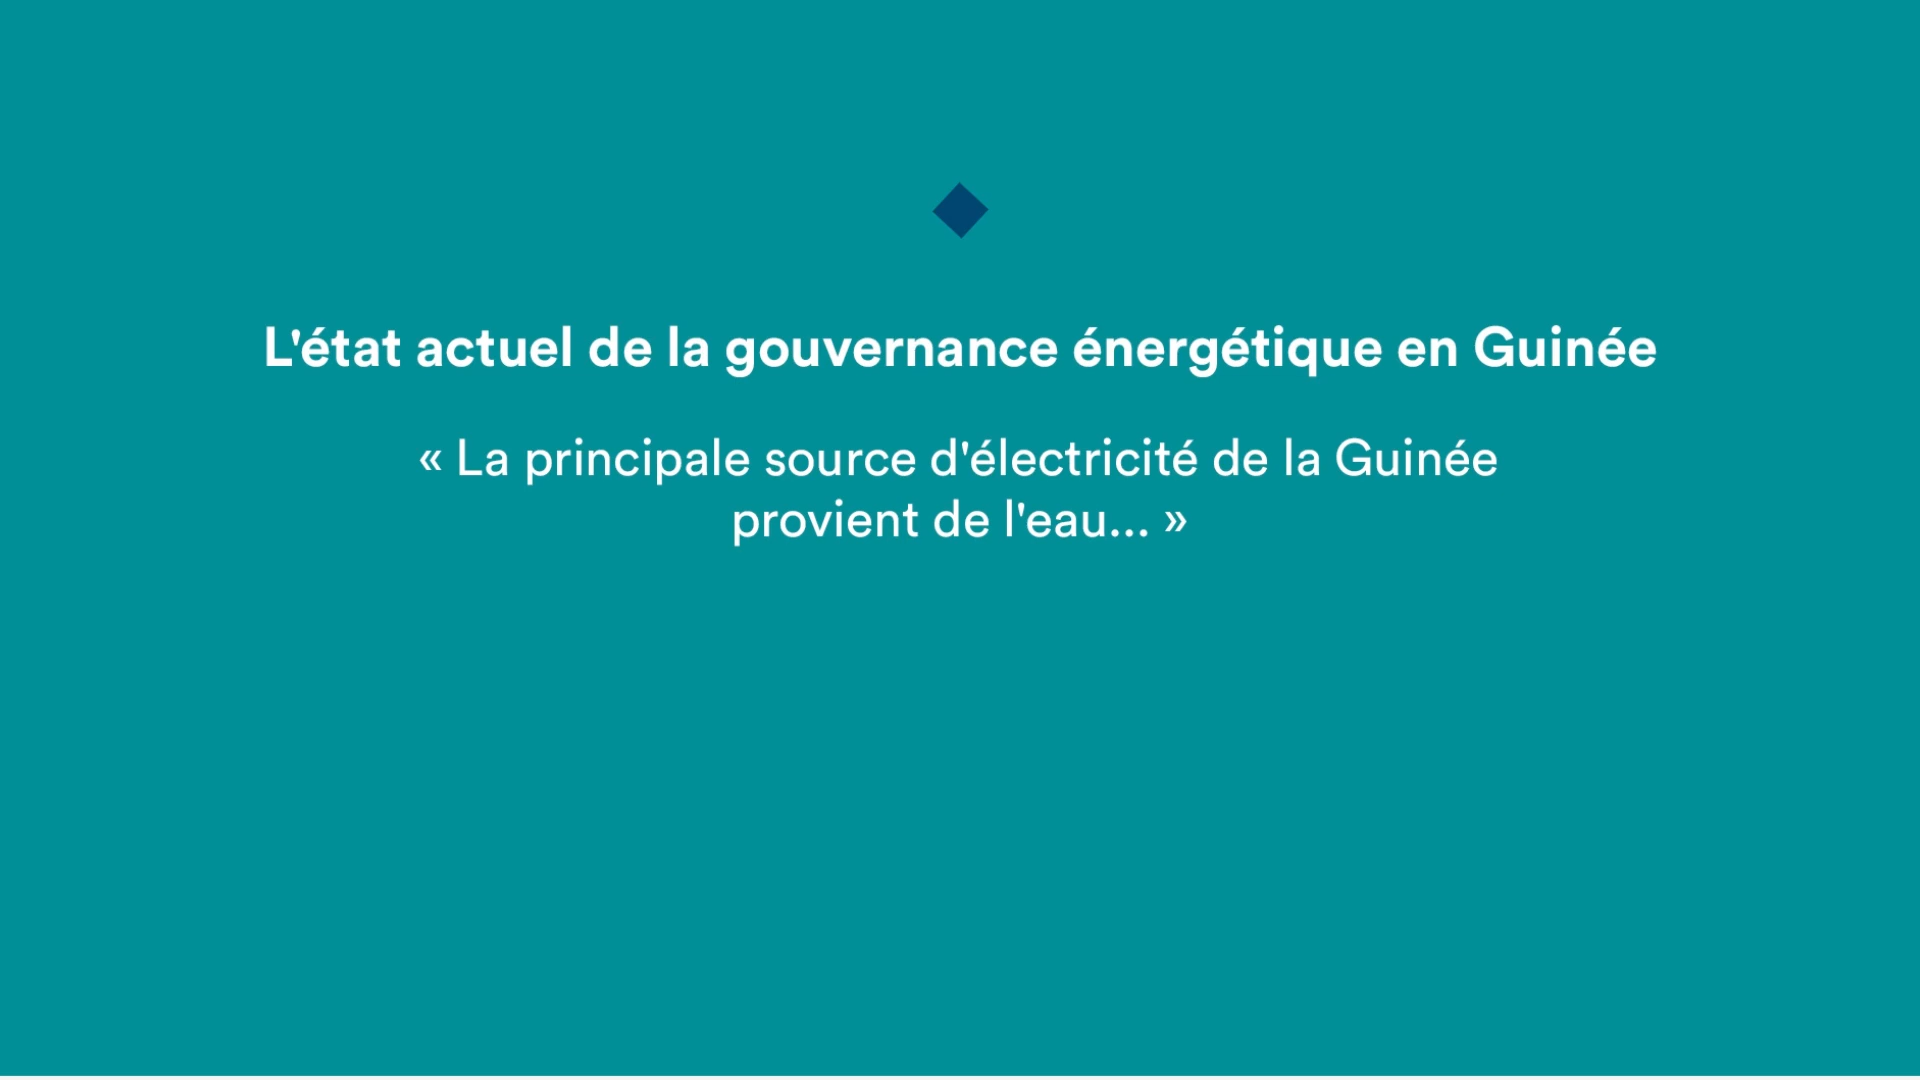 L'état actuel de la gouvernance énergétique en Guinée
« La principale source d'électricité de la Guinée
provient de l'eau... »